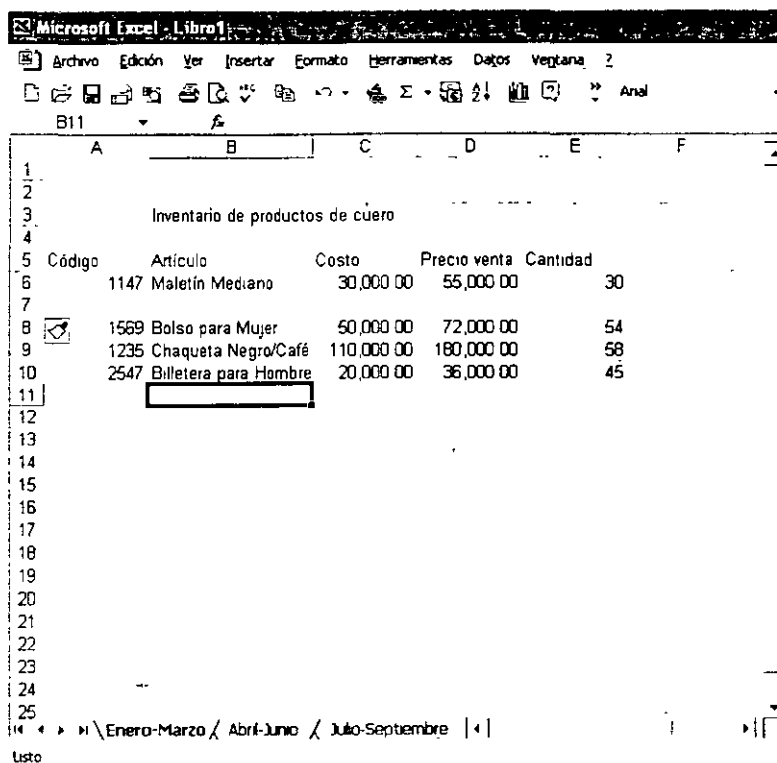 Microsoft Excel - Libro1
Archivo Edición Ver Insertar Formato Herramientas Datos Ventana ?
Σ Arial
B11 fx
A B C D E F
1
2
3 Inventario de productos de cuero
4
5 Código Artículo Costo Precio venta Cantidad
6 1147 Maletín Mediano 30,000 00 55,000 00 30
7
8 1569 Bolso para Mujer 50,000 00 72,000 00 54
9 1235 Chaqueta Negro/Café 110,000 00 180,000 00 58
10 2547 Billetera para Hombre 20,000 00 36,000 00 45
11
12
13
14
15
16
17
18
19
20
21
22
23
24
25
Enero-Marzo / Abril-Junio / Julio-Septiembre
Listo